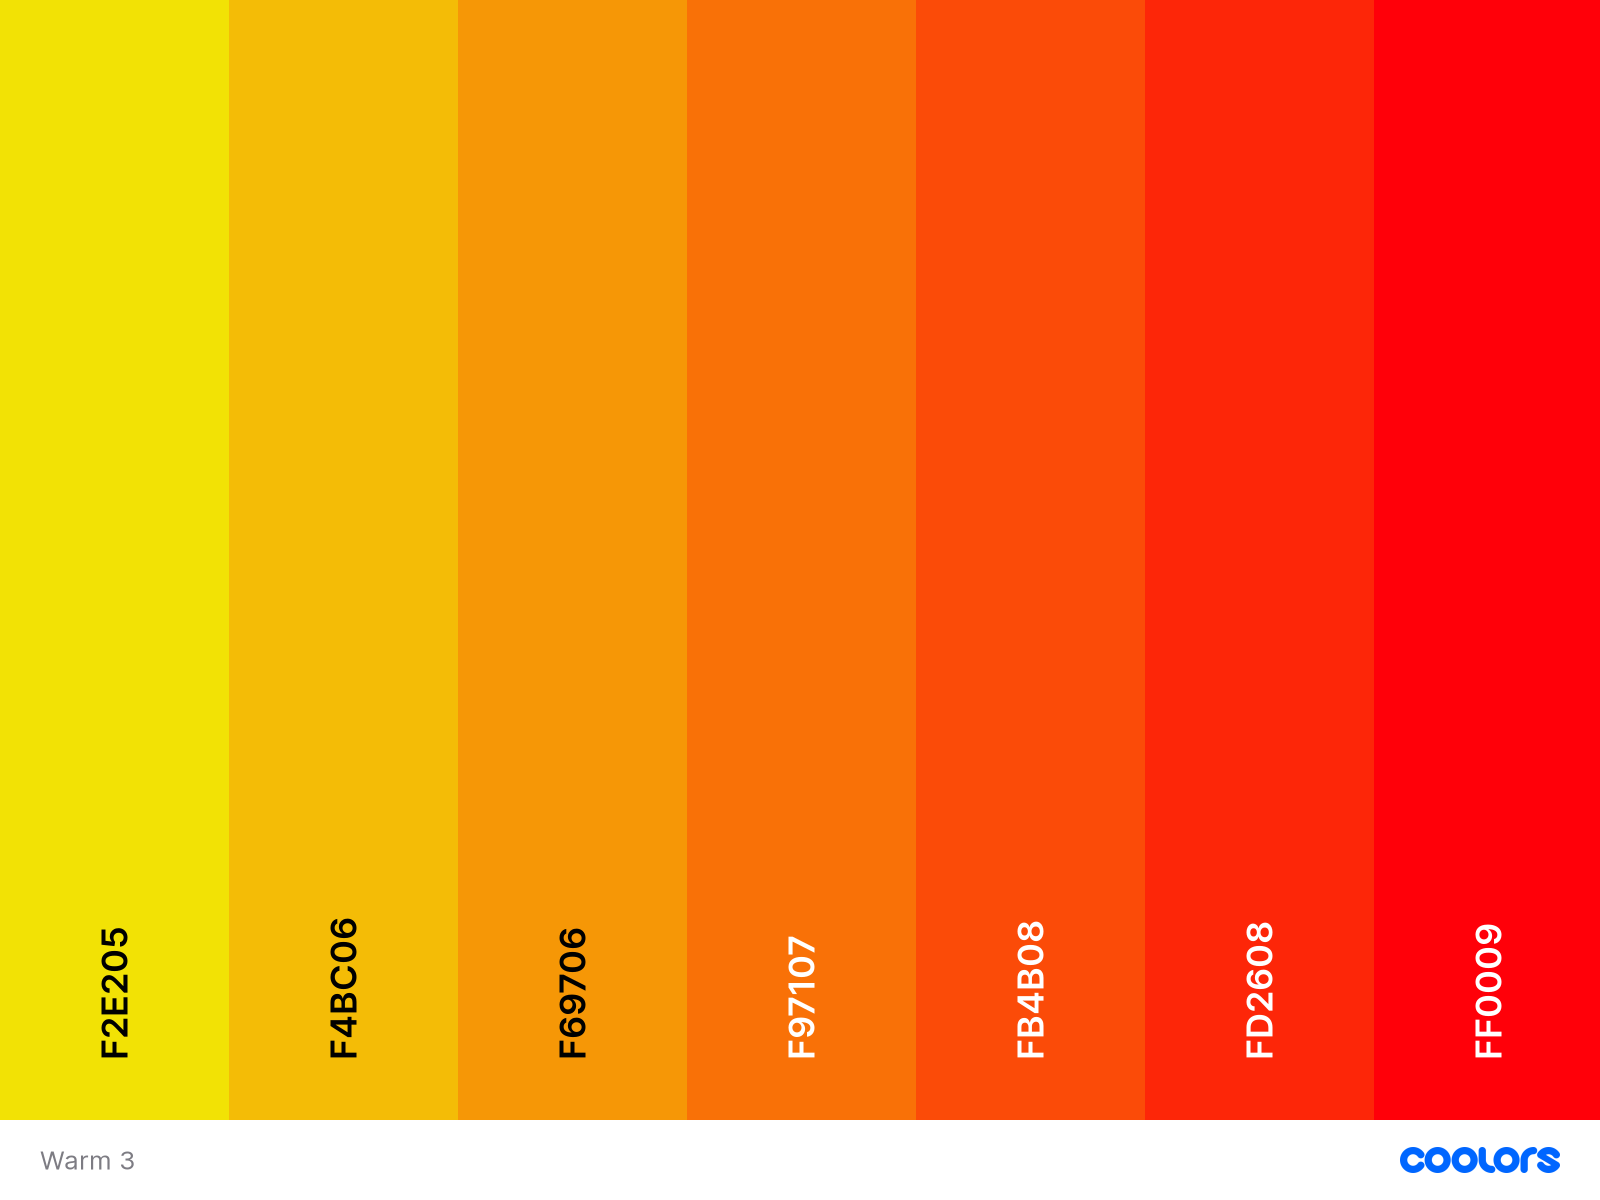 F2E205
F4BC06
F69706
F97107
FB4B08
FD2608
FF0009
Warm 3
coolors